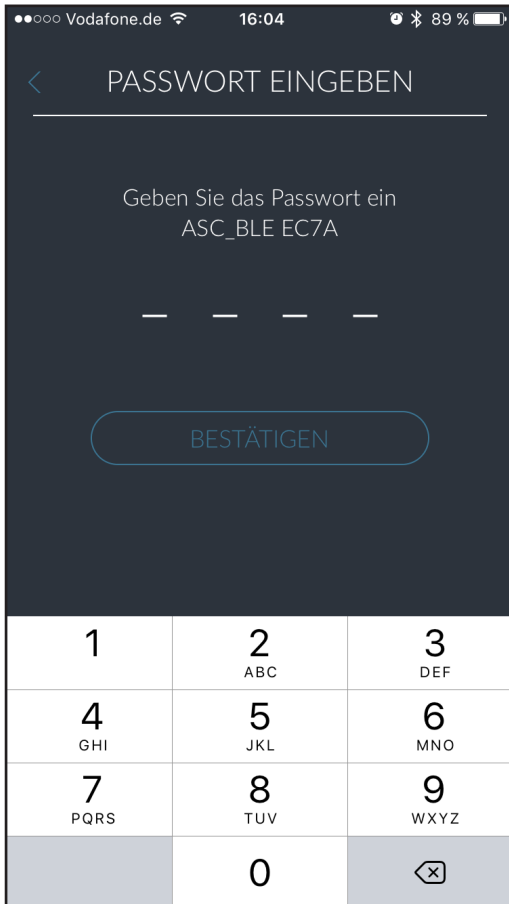 Vodafone.de 16:04 89 %
PASSWORT EINGEBEN
Geben Sie das Passwort ein
ASC_BLE EC7A
BESTÄTIGEN
1 2 3
ABC DEF
4 5 6
GHI JKL MNO
7 8 9
PQRS TUV WXYZ
0